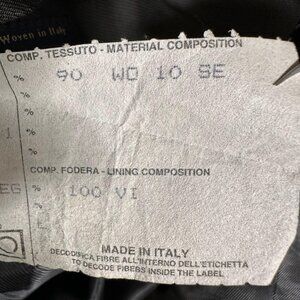 Woven in Italy
COMP. TESSUTO - MATERIAL COMPOSITION
% 90 WO 10 SE
%
1 %
%
COMP. FODERA - LINING COMPOSITION
% 100 VI
%
MADE IN ITALY
DECODIFICA FIBRE ALL'INTERNO DELL'ETICHETTA
TO DECODE FIBERS INSIDE THE LABEL